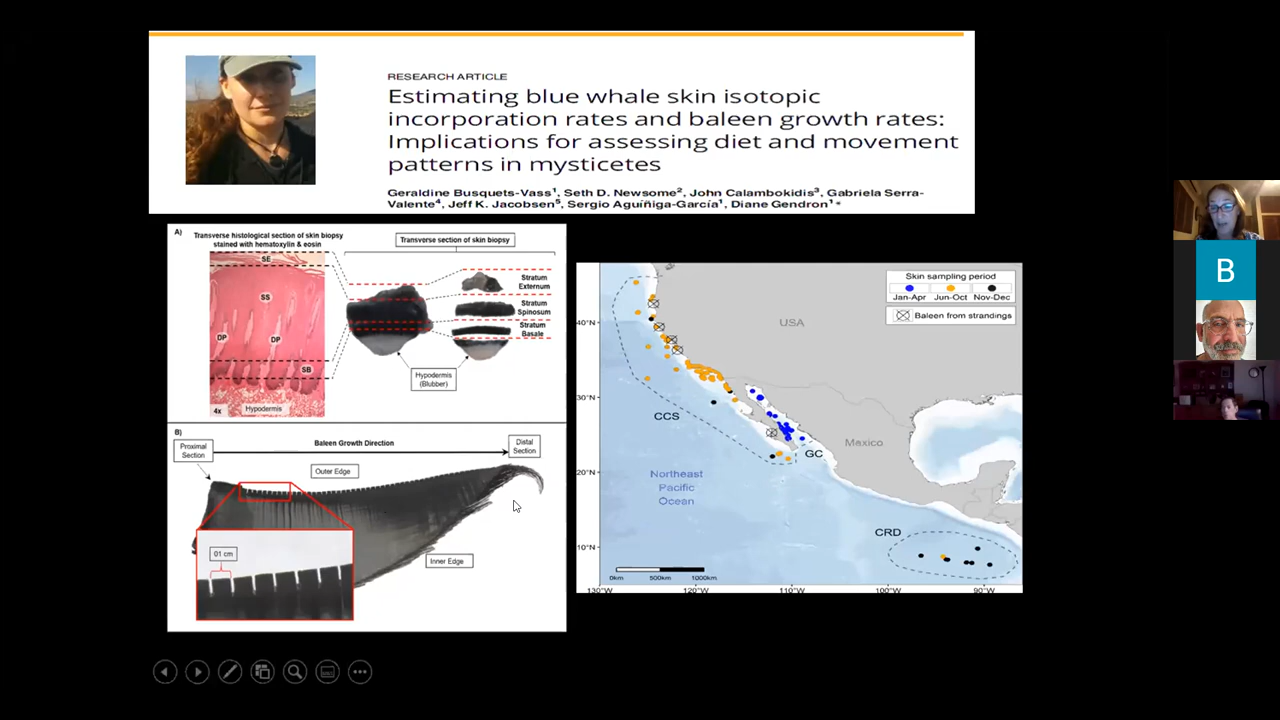 RESEARCH ARTICLE
Estimating blue whale skin isotopic
incorporation rates and baleen growth rates:
Implications for assessing diet and movement
patterns in mysticetes
Geraldine Busquets-Vass1, Seth D. Newsome2, John Calambokidis3, Gabriela Serra-
Valente4, Jeff K. Jacobsen5, Sergio Aguíñiga-García1, Diane Gendron1*
A)
Transverse histological section of skin biopsy
stained with hematoxylin & eosin
SE
SS
DP
DP
SB
4x
Hypodermis
Transverse section of skin biopsy
Stratum
Externum
Stratum
Spinosum
Stratum
Basale
Hypodermis
(Blubber)
B)
Proximal
Section
Baleen Growth Direction
Distal
Section
Outer Edge
01 cm
Inner Edge
Skin sampling period
Jan-Apr
Jun-Oct
Nov-Dec
Baleen from strandings
USA
Mexico
CCS
GC
Northeast
Pacific
Ocean
CRD
40°N
30°N
20°N
10°N
0km
500km
1000km
130°W
120°W
110°W
100°W
90°W
B